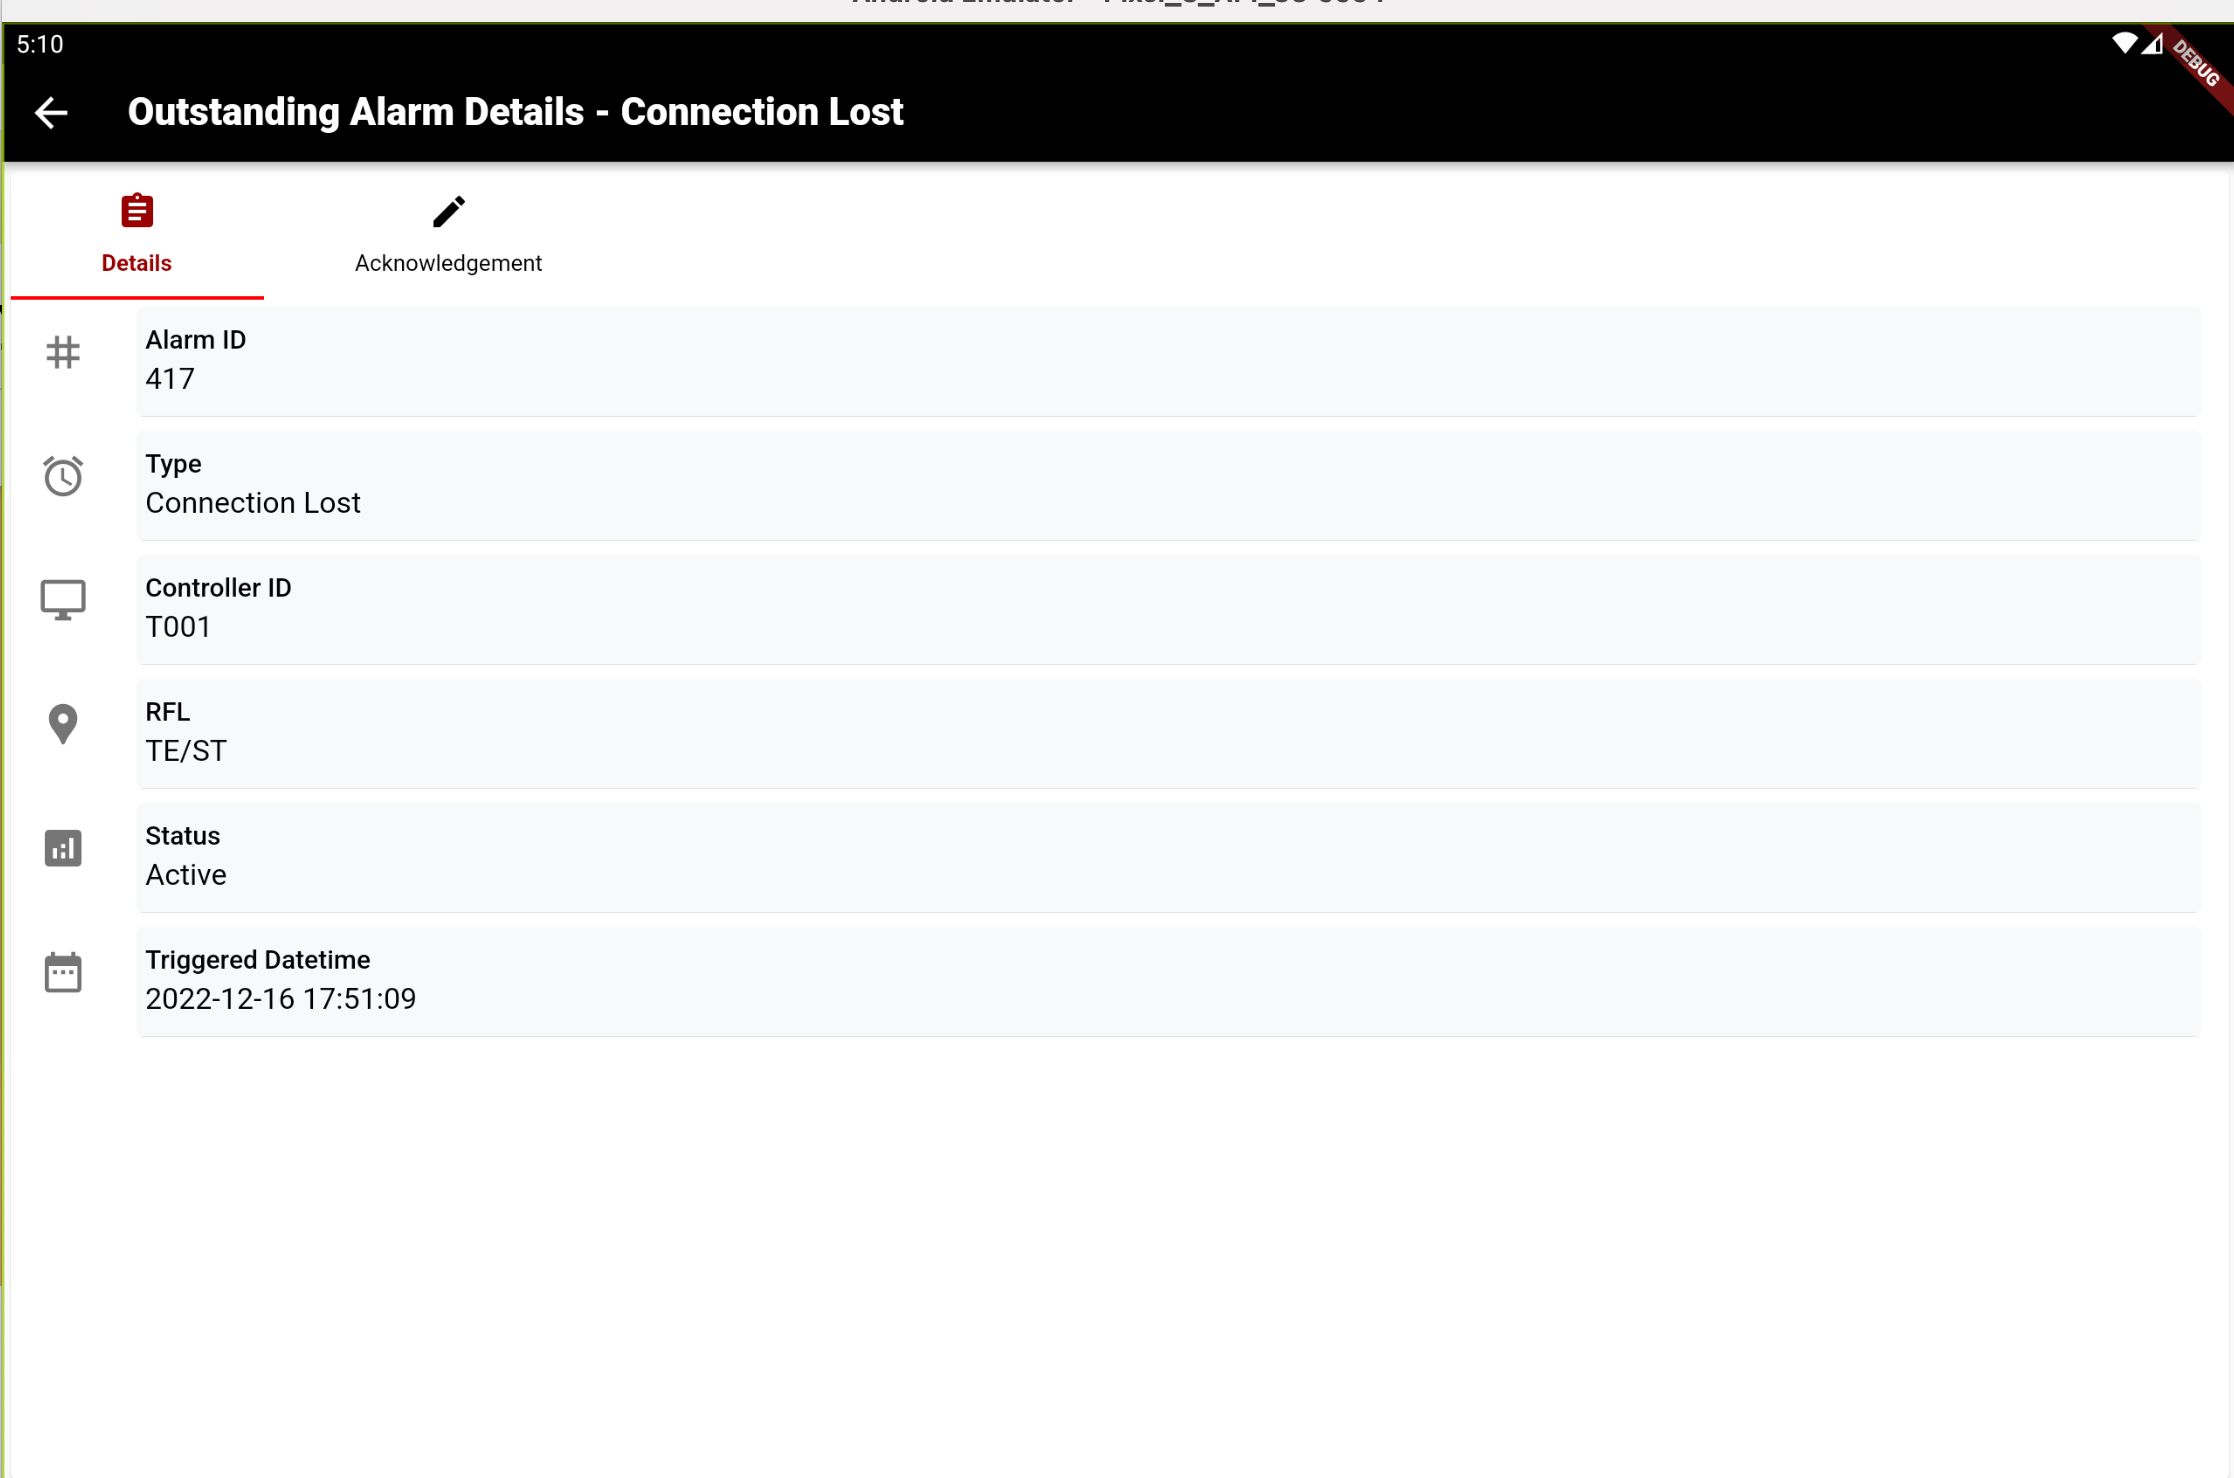 5:10
DEBUG
Outstanding Alarm Details - Connection Lost
Details
Acknowledgement
Alarm ID
417
Type
Connection Lost
Controller ID
T001
RFL
TE/ST
Status
Active
Triggered Datetime
2022-12-16 17:51:09